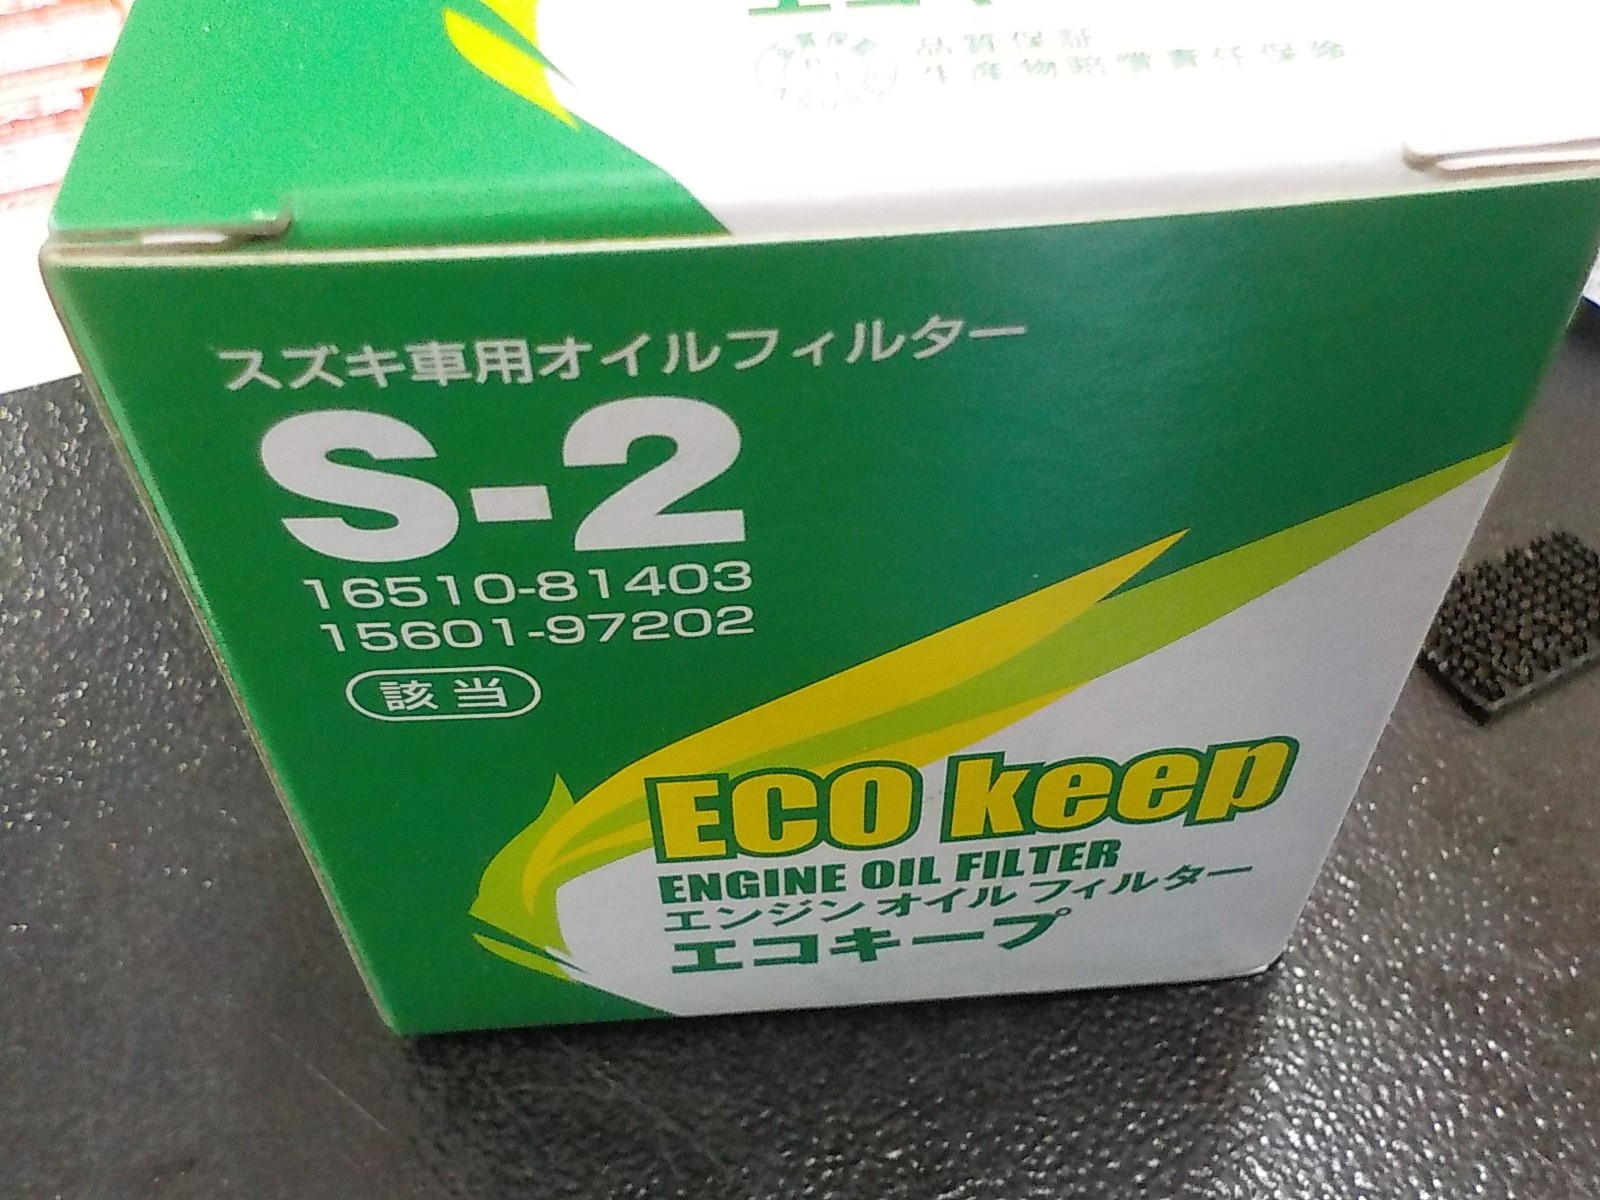 品質保証
生産物賠償責任保険
スズキ車用オイルフィルター
S-2
16510-81403
15601-97202
該当
ECO keep
ENGINE OIL FILTER
エンジンオイルフィルター
エコキープ